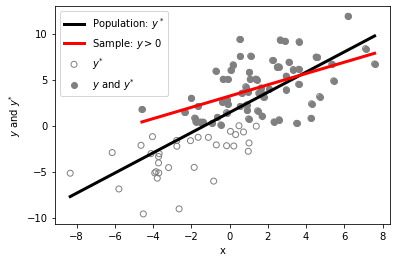 Population: y*
Sample: y > 0
y*
y and y*
10
5
0
−5
−10
y and y*
−8 −6 −4 −2 0 2 4 6 8
x